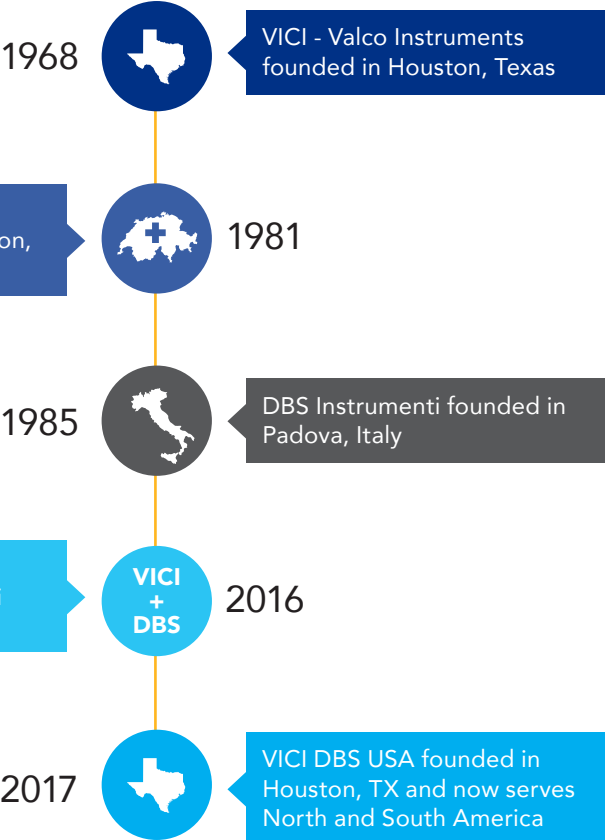 1968
VICI - Valco Instruments
founded in Houston, Texas
on,
1981
1985
DBS Instrumenti founded in
Padova, Italy
VICI
+
DBS
2016
2017
VICI DBS USA founded in
Houston, TX and now serves
North and South America